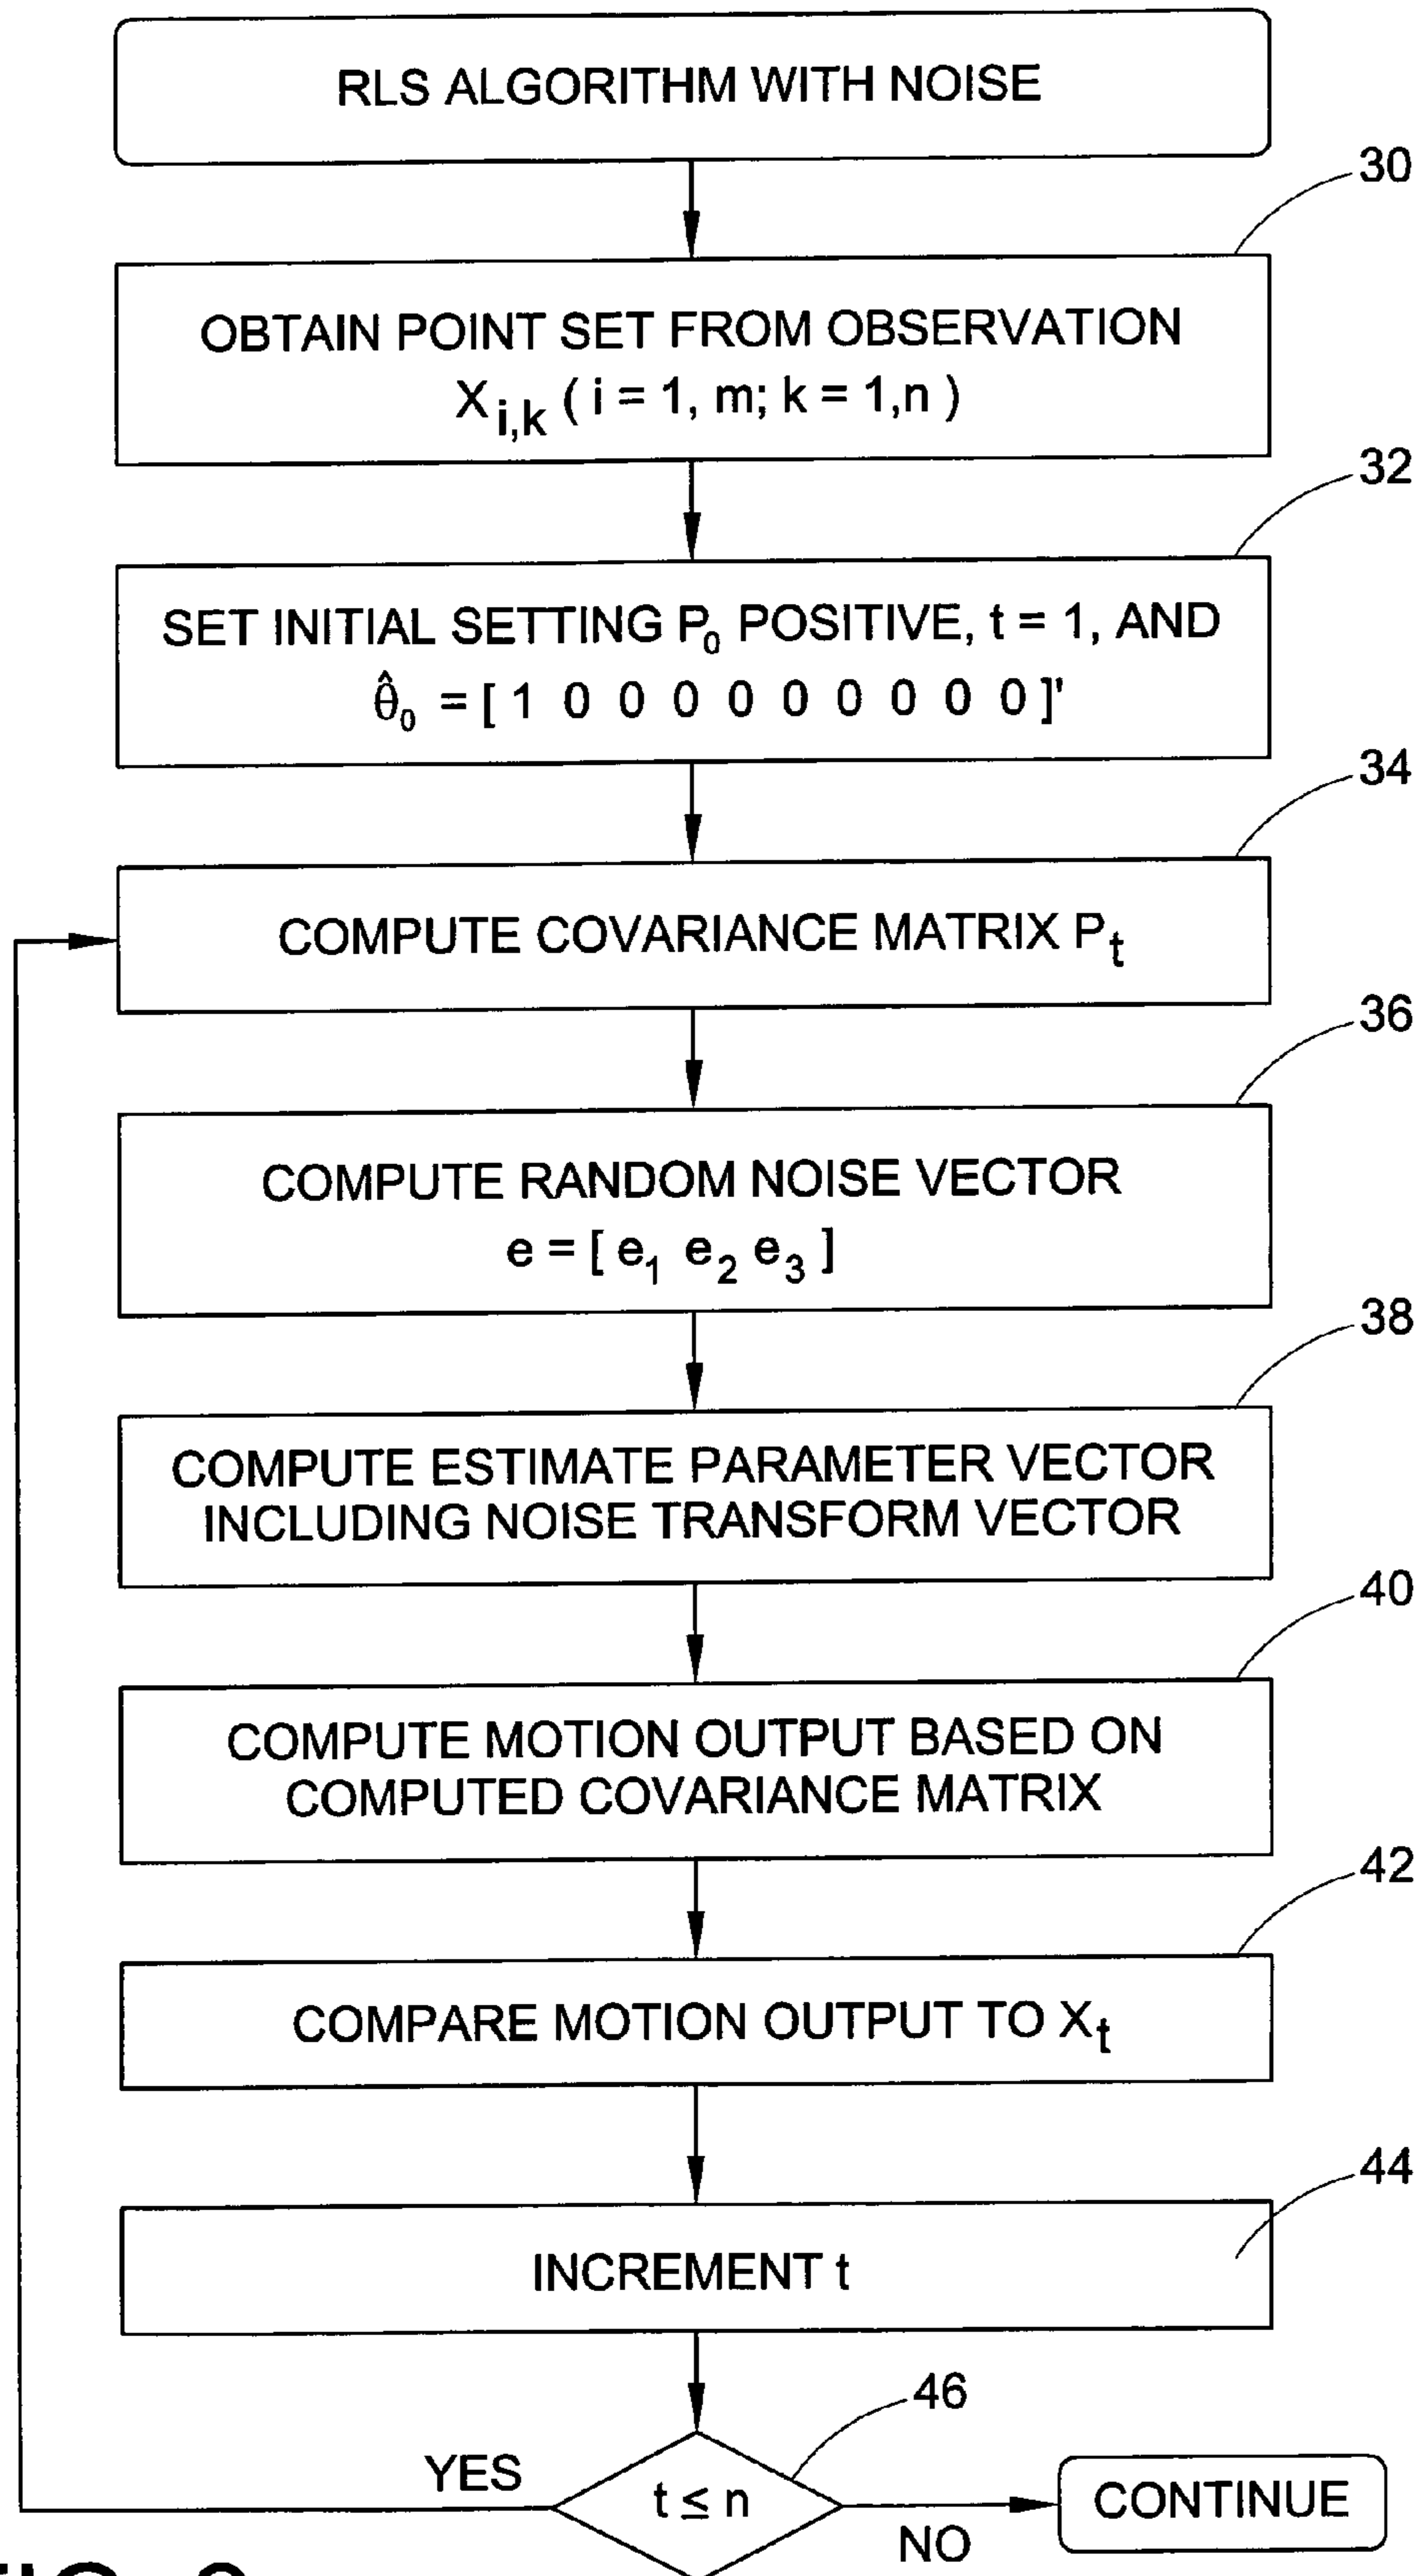 RLS ALGORITHM WITH NOISE
30
OBTAIN POINT SET FROM OBSERVATION
X i,k ( i = 1, m; k = 1,n )
32
SET INITIAL SETTING P₀ POSITIVE, t = 1, AND
θ̂₀ = [ 1 0 0 0 0 0 0 0 0 0 ]'
34
COMPUTE COVARIANCE MATRIX Pt
36
COMPUTE RANDOM NOISE VECTOR
e = [ e₁ e₂ e₃ ]
38
COMPUTE ESTIMATE PARAMETER VECTOR
INCLUDING NOISE TRANSFORM VECTOR
40
COMPUTE MOTION OUTPUT BASED ON
COMPUTED COVARIANCE MATRIX
42
COMPARE MOTION OUTPUT TO Xt
44
INCREMENT t
46
YES
t ≤ n
NO
CONTINUE